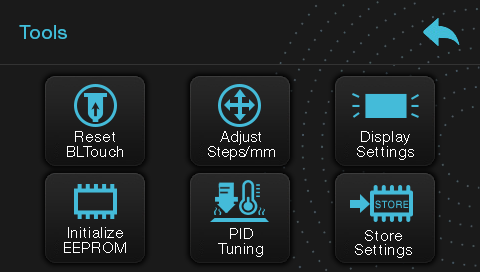 Tools
Reset
BLTouch
Adjust
Steps/mm
Display
Settings
Initialize
EEPROM
PID
Tuning
STORE
Store
Settings